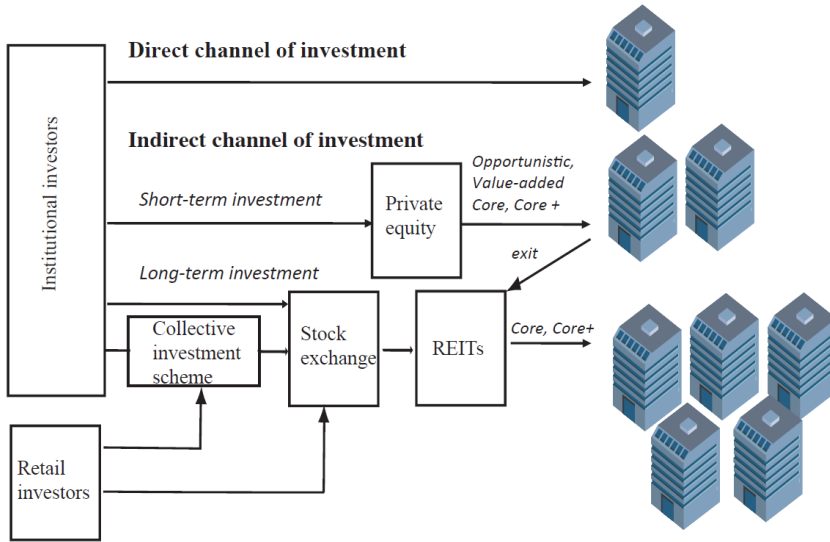 Direct channel of investment
Institutional investors
Indirect channel of investment
Short-term investment
Private
equity
Opportunistic,
Value-added
Core, Core +
exit
Long-term investment
Collective
investment
scheme
Stock
exchange
REITs
Core, Core+
Retail
investors